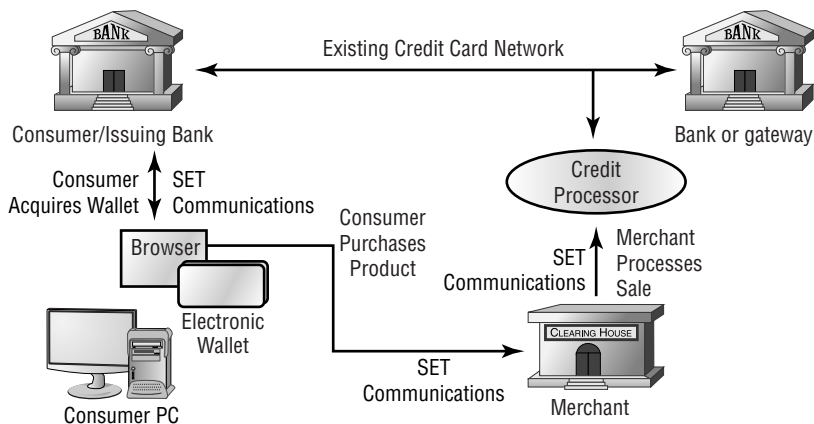 BANK
BANK
Existing Credit Card Network
Consumer/Issuing Bank
Bank or gateway
Credit
Processor
Consumer
Acquires Wallet
SET
Communications
Browser
Consumer
Purchases
Product
SET
Communications
Merchant
Processes
Sale
Electronic
Wallet
CLEARING HOUSE
SET
Communications
Consumer PC
Merchant